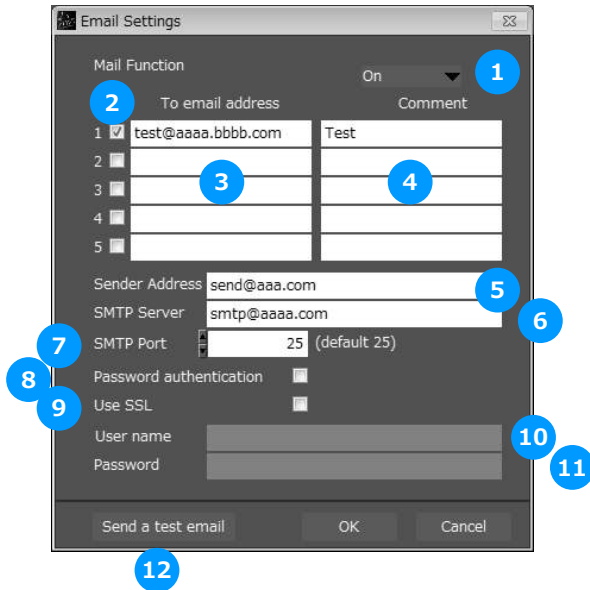 Email Settings
Mail Function On 1
2 To email address Comment
1 test@aaaa.bbbb.com Test
2
3 3 4
4
5
Sender Address send@aaa.com 5
SMTP Server smtp@aaaa.com 6
7 SMTP Port 25 (default 25)
8 Password authentication
9 Use SSL
User name 10
Password 11
Send a test email OK Cancel
12